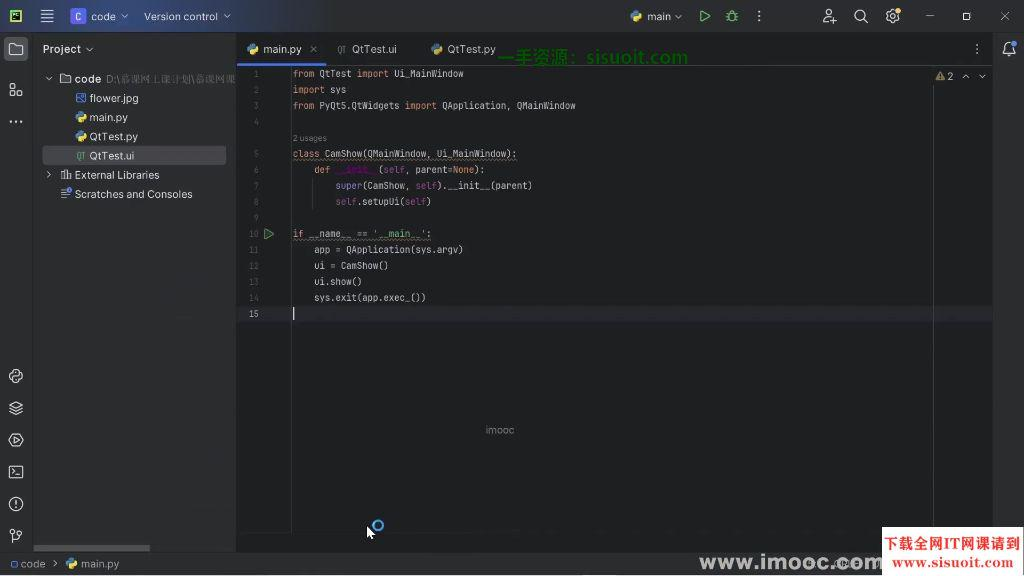 C code Version control main
Project
main.py QtTest.ui QtTest.py
一手资源：sisuoit.com
code D:\慕课网上课计划\慕课网课
flower.jpg
main.py
QtTest.py
QtTest.ui
External Libraries
Scratches and Consoles
2
1 from QtTest import Ui_MainWindow
2 import sys
3 from PyQt5.QtWidgets import QApplication, QMainWindow
4
2 usages
5 class CamShow(QMainWindow, Ui_MainWindow):
6 def __init__(self, parent=None):
7 super(CamShow, self).__init__(parent)
8 self.setupUi(self)
9
10 if __name__ == '__main__':
11 app = QApplication(sys.argv)
12 ui = CamShow()
13 ui.show()
14 sys.exit(app.exec_())
15
imooc
code > main.py
www.imooc.com
下载全网IT网课请到
www.sisuoit.com